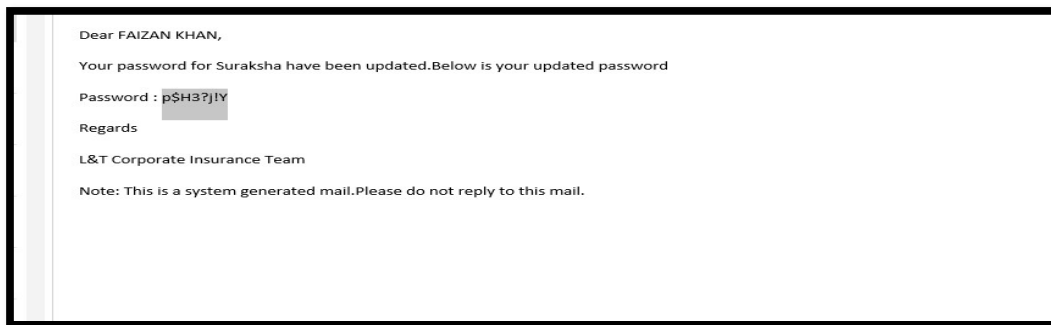 Dear FAIZAN KHAN,
Your password for Suraksha have been updated.Below is your updated password
Password : p$H3?j!Y
Regards
L&T Corporate Insurance Team
Note: This is a system generated mail.Please do not reply to this mail.